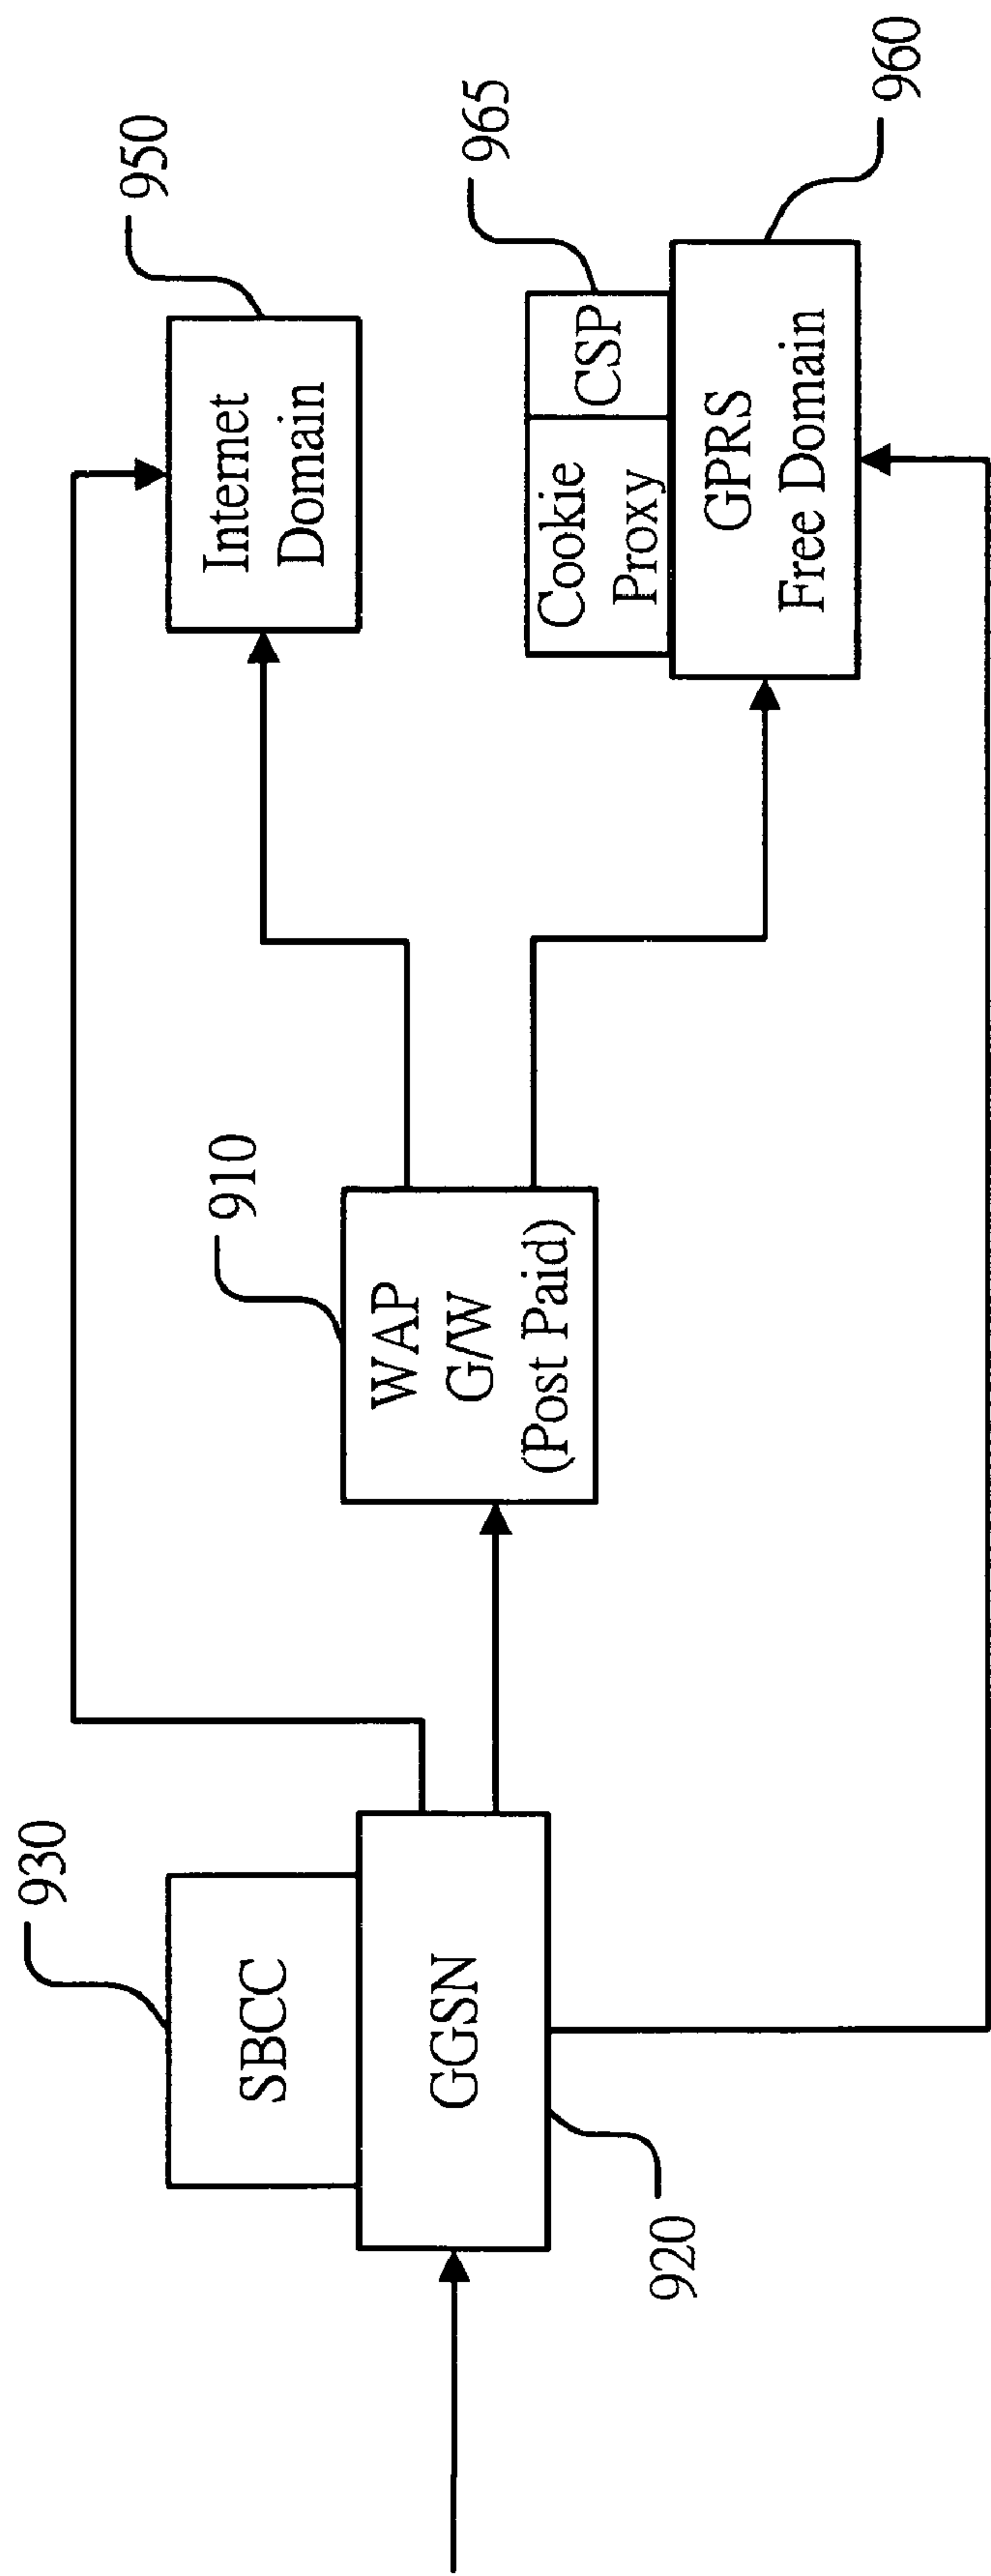 930
SBCC
GGSN
920
910
WAP
G/W
(Post Paid)
950
Internet
Domain
965
Cookie
Proxy
CSP
GPRS
Free Domain
960